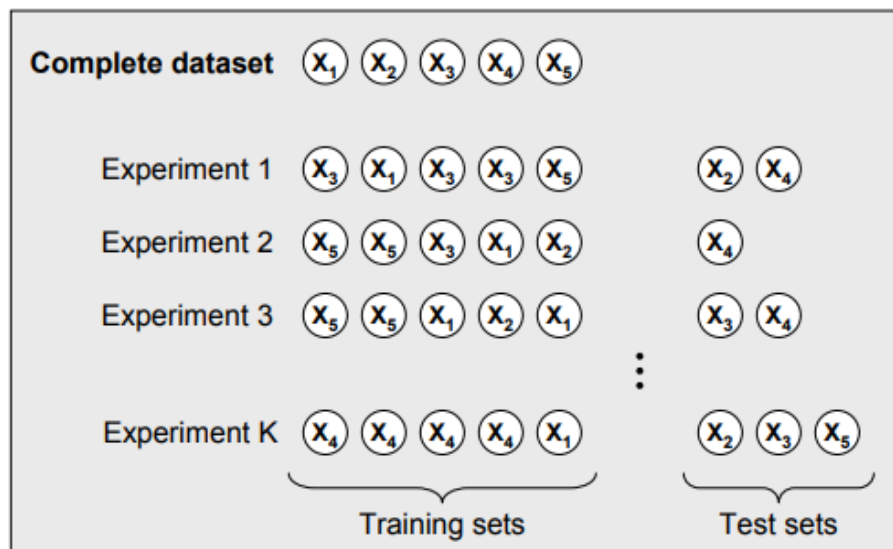 Complete dataset X₁ X₂ X₃ X₄ X₅
Experiment 1 X₃ X₁ X₃ X₃ X₅ X₂ X₄
Experiment 2 X₅ X₅ X₃ X₁ X₂ X₄
Experiment 3 X₅ X₅ X₁ X₂ X₁ X₃ X₄
⋮
Experiment K X₄ X₄ X₄ X₄ X₁ X₂ X₃ X₅
Training sets Test sets